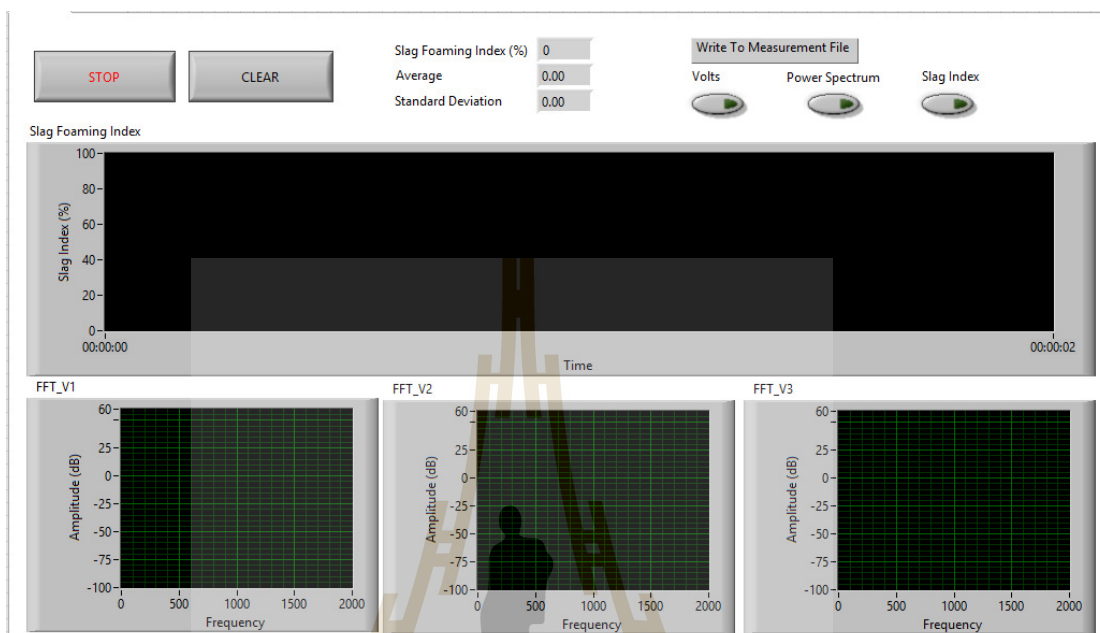 STOP
CLEAR
Slag Foaming Index (%) 0
Average 0.00
Standard Deviation 0.00
Write To Measurement File
Volts Power Spectrum Slag Index
Slag Foaming Index
Slag Index (%)
100
80
60
40
20
0
00:00:00 00:00:02
Time
FFT_V1
Amplitude (dB)
60
25
0
-25
-50
-75
-100
0 500 1000 1500 2000
Frequency
FFT_V2
Amplitude (dB)
60
25
0
-25
-50
-75
-100
0 500 1000 1500 2000
Frequency
FFT_V3
Amplitude (dB)
60
25
0
-25
-50
-75
-100
0 500 1000 1500 2000
Frequency